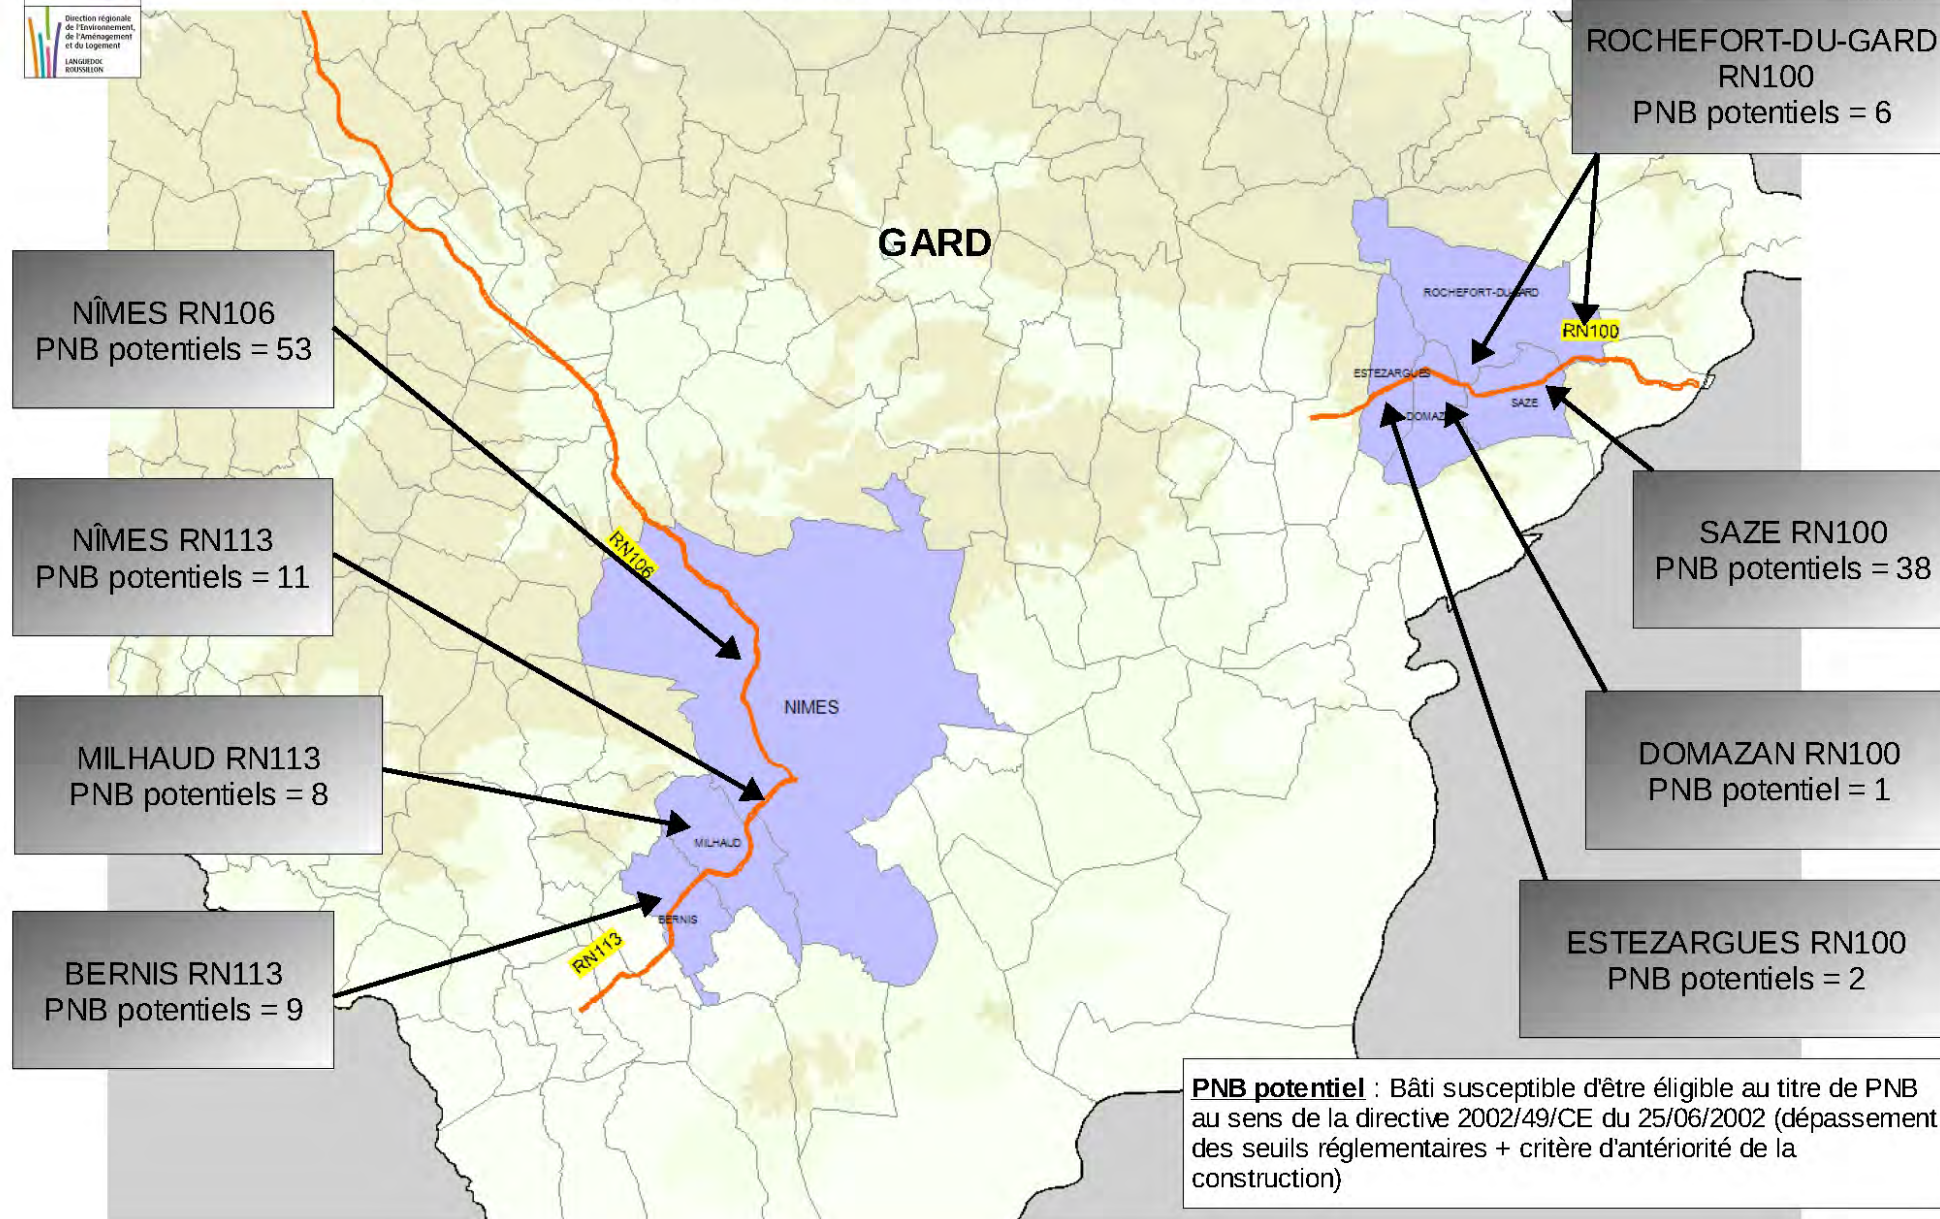 Direction régionale
de l'Environnement,
de l'Aménagement
et du Logement
LANGUEDOC
ROUSSILLON
ROCHEFORT-DU-GARD
RN100
PNB potentiels = 6
GARD
NÎMES RN106
PNB potentiels = 53
ROCHEFORT-DU-GARD
RN100
ESTEZARGUES
DOMAZ
SAZE
NÎMES RN113
PNB potentiels = 11
RN106
SAZE RN100
PNB potentiels = 38
NIMES
MILHAUD RN113
PNB potentiels = 8
DOMAZAN RN100
PNB potentiel = 1
MILHAUD
BERNIS
RN113
BERNIS RN113
PNB potentiels = 9
ESTEZARGUES RN100
PNB potentiels = 2
PNB potentiel : Bâti susceptible d'être éligible au titre de PNB
au sens de la directive 2002/49/CE du 25/06/2002 (dépassement
des seuils réglementaires + critère d'antériorité de la
construction)